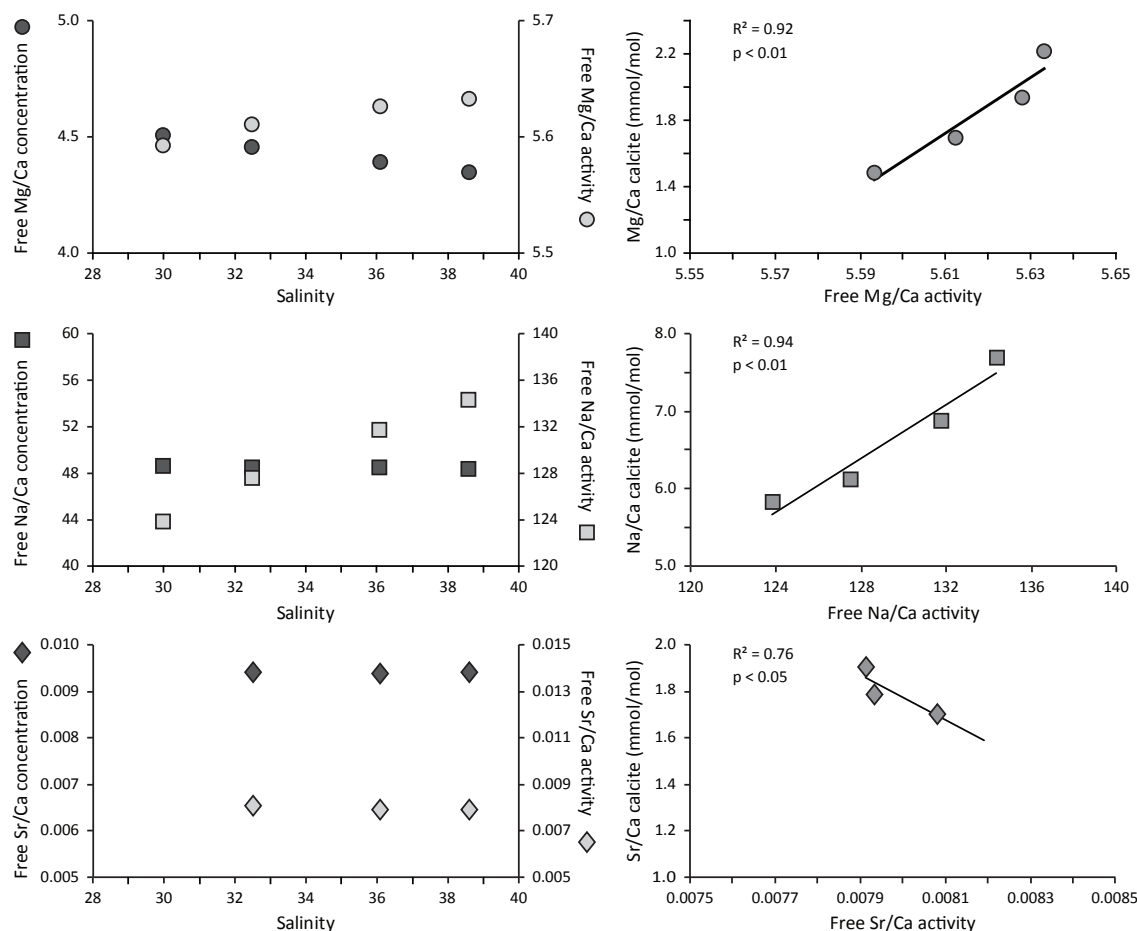 Free Mg/Ca concentration
5.0
4.5
4.0
5.7
5.6
5.5
Free Mg/Ca activity
28 30 32 34 36 38 40
Salinity
Mg/Ca calcite (mmol/mol)
2.2
1.8
1.4
1.0
R² = 0.92
p < 0.01
5.55 5.57 5.59 5.61 5.63 5.65
Free Mg/Ca activity
Free Na/Ca concentration
60
56
52
48
44
40
140
136
132
128
124
120
Free Na/Ca activity
28 30 32 34 36 38 40
Salinity
Na/Ca calcite (mmol/mol)
8.0
7.0
6.0
5.0
R² = 0.94
p < 0.01
120 124 128 132 136 140
Free Na/Ca activity
Free Sr/Ca concentration
0.010
0.009
0.008
0.007
0.006
0.005
0.015
0.013
0.011
0.009
0.007
0.005
Free Sr/Ca activity
28 30 32 34 36 38 40
Salinity
Sr/Ca calcite (mmol/mol)
2.0
1.8
1.6
1.4
1.2
1.0
R² = 0.76
p < 0.05
0.0075 0.0077 0.0079 0.0081 0.0083 0.0085
Free Sr/Ca activity